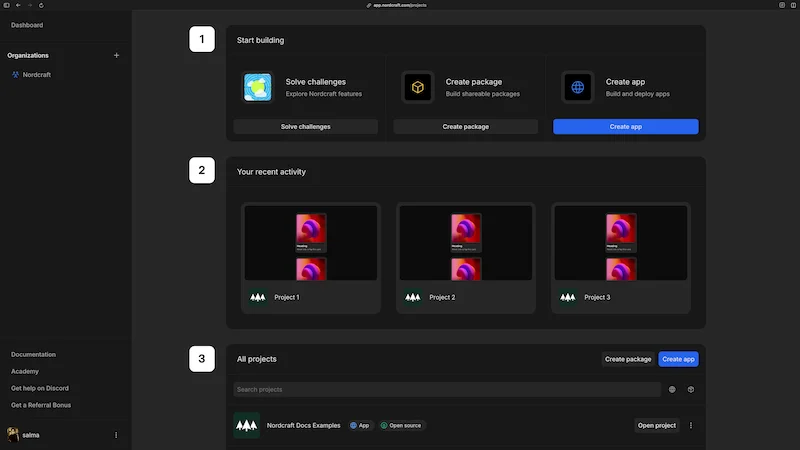 app.nordcraft.com/projects
Dashboard
Organizations
Nordcraft
Documentation
Academy
Get help on Discord
Get a Referral Bonus
salma
1
Start building
Solve challenges
Explore Nordcraft features
Solve challenges
Create package
Build shareable packages
Create package
Create app
Build and deploy apps
Create app
2
Your recent activity
Heading
Project 1
Heading
Project 2
Heading
Project 3
3
All projects
Create package
Create app
Search projects
Nordcraft Docs Examples
App
Open source
Open project